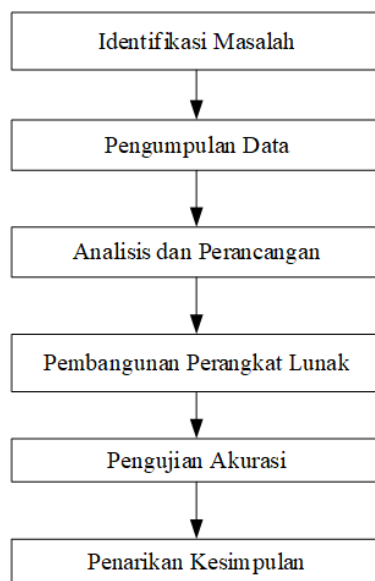 Identifikasi Masalah
Pengumpulan Data
Analisis dan Perancangan
Pembangunan Perangkat Lunak
Pengujian Akurasi
Penarikan Kesimpulan